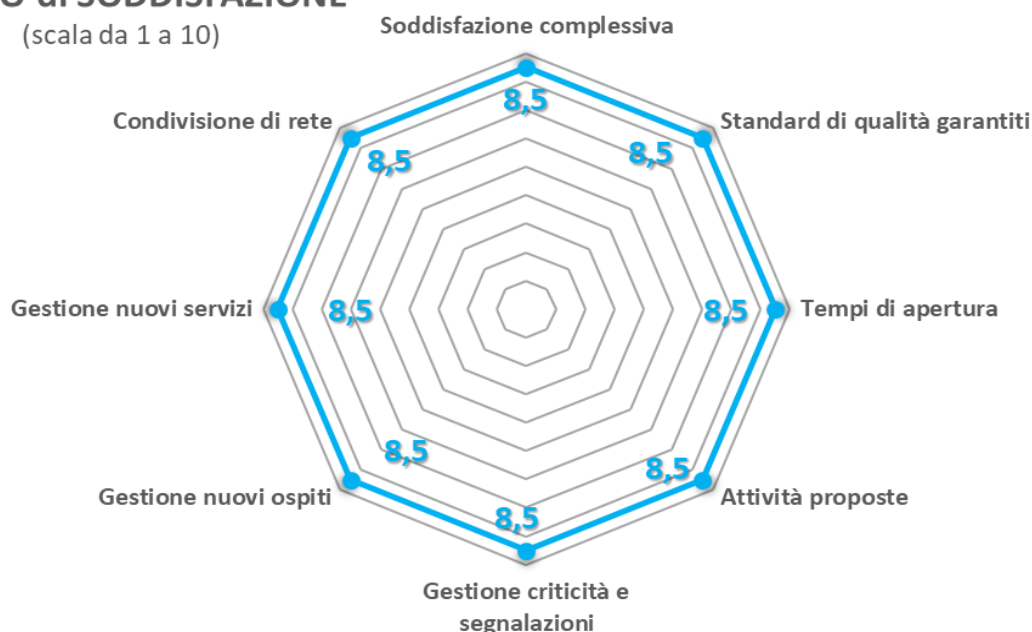 di SODDISFAZIONE
(scala da 1 a 10)
Soddisfazione complessiva
8,5
Condivisione di rete
8,5
Standard di qualità garantiti
8,5
Gestione nuovi servizi
8,5
Tempi di apertura
8,5
Gestione nuovi ospiti
8,5
Attività proposte
8,5
8,5
Gestione criticità e
segnalazioni